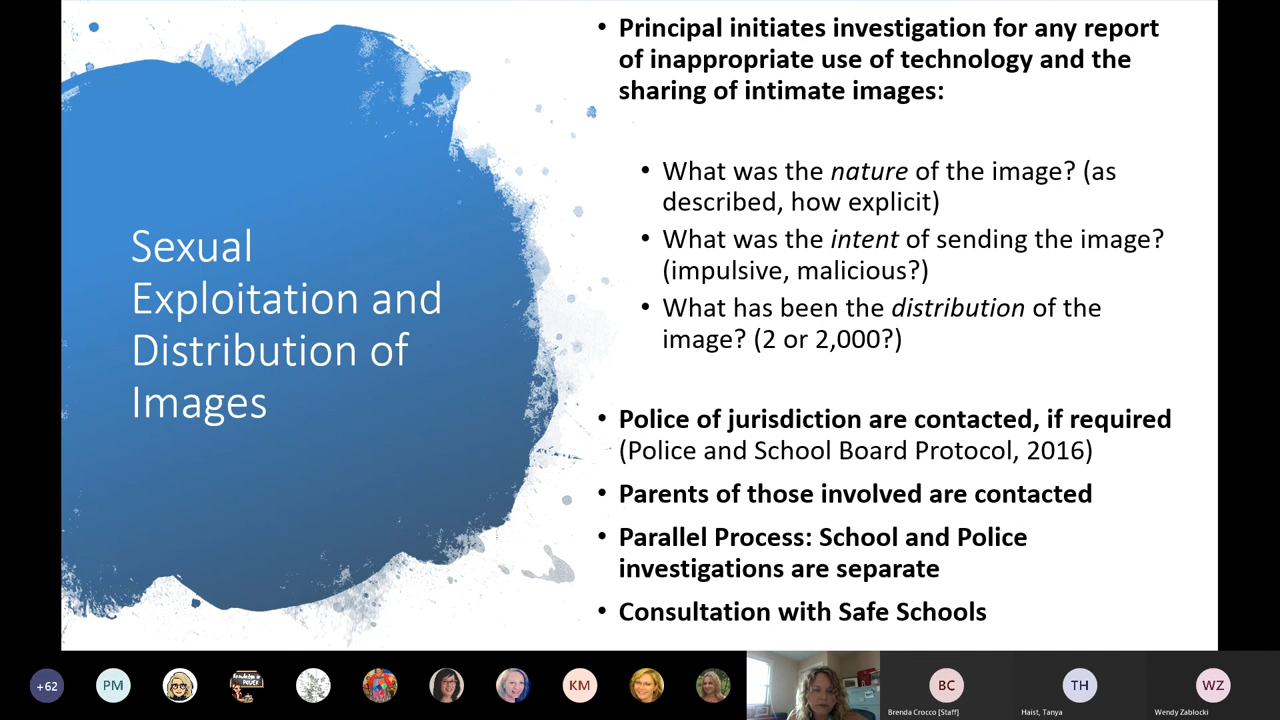 Sexual
Exploitation and
Distribution of
Images
• Principal initiates investigation for any report
of inappropriate use of technology and the
sharing of intimate images:
• What was the nature of the image? (as
described, how explicit)
• What was the intent of sending the image?
(impulsive, malicious?)
• What has been the distribution of the
image? (2 or 2,000?)
• Police of jurisdiction are contacted, if required
(Police and School Board Protocol, 2016)
• Parents of those involved are contacted
• Parallel Process: School and Police
investigations are separate
• Consultation with Safe Schools
+62
PM
KM
BC
Brenda Crocco [Staff]
TH
Haist, Tanya
WZ
Wendy Zablocki